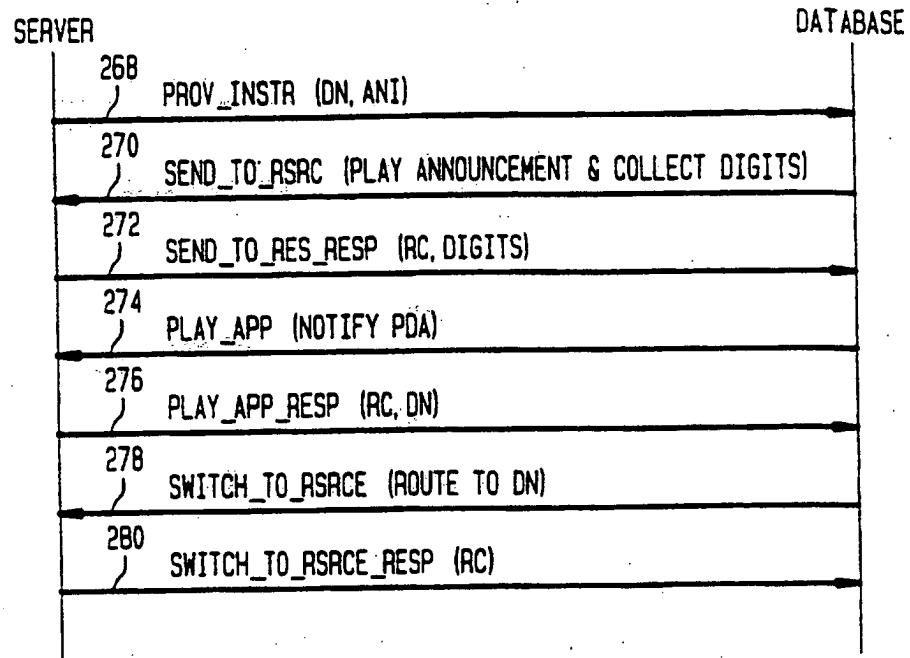 SERVER
DATABASE
268
PROV_INSTR (DN, ANI)
270
SEND_TO_RSRC (PLAY ANNOUNCEMENT & COLLECT DIGITS)
272
SEND_TO_RES_RESP (RC, DIGITS)
274
PLAY_APP (NOTIFY PDA)
276
PLAY_APP_RESP (RC, DN)
278
SWITCH_TO_RSRCE (ROUTE TO DN)
280
SWITCH_TO_RSRCE_RESP (RC)